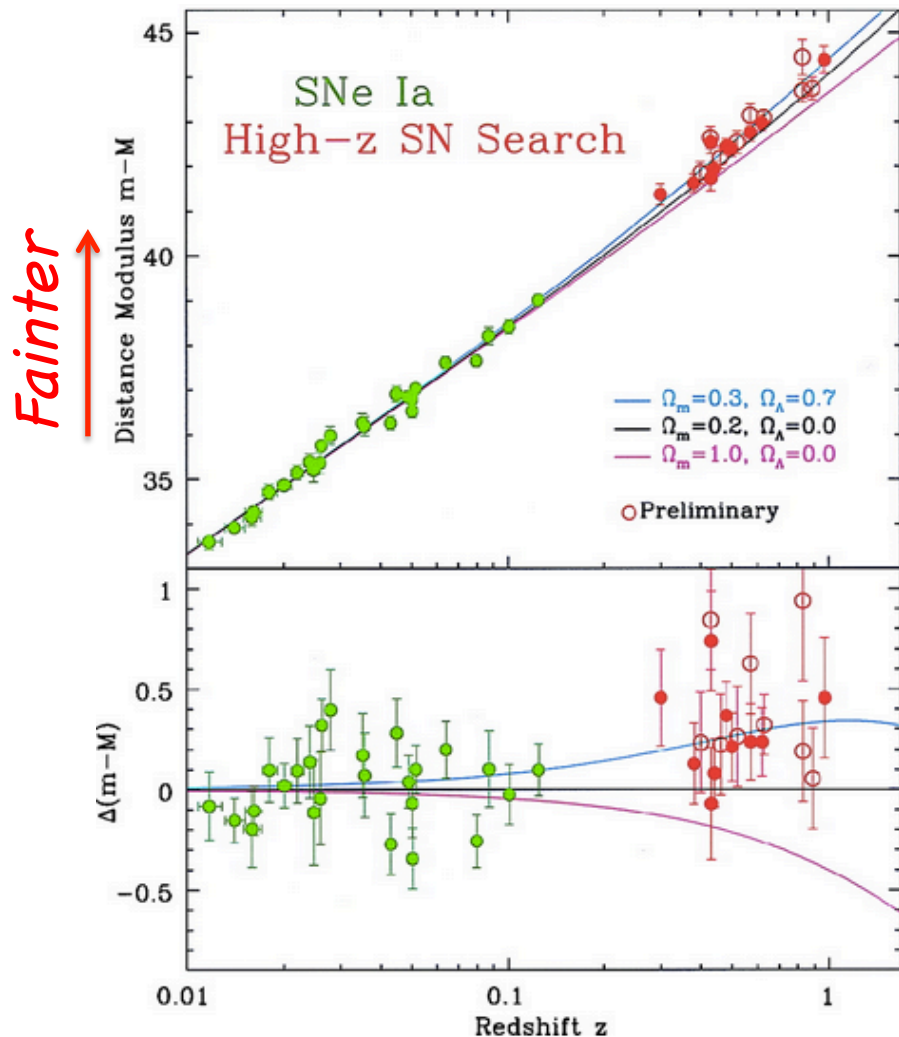 45
SNe Ia
High-z SN Search
40
Fainter
Distance Modulus m-M
Ωm=0.3, ΩΛ=0.7
Ωm=0.2, ΩΛ=0.0
Ωm=1.0, ΩΛ=0.0
35
Preliminary
1
0.5
Δ(m-M)
0
-0.5
0.01
0.1
1
Redshift z